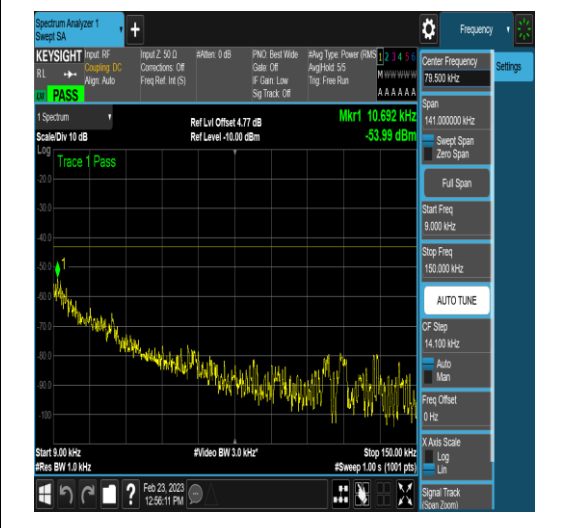 Spectrum Analyzer 1
Swept SA
Frequency
KEYSIGHT
RL
Input: RF
Coupling: DC
Align: Auto
Input Z: 50 Ω
Corrections: Off
Freq Ref: Int (S)
#Atten: 0 dB
PNO: Best Wide
Gate: Off
IF Gain: Low
Sig Track: Off
#Avg Type: Power (RMS
Avg|Hold: 5/5
Trig: Free Run
1 2 3 4 5 6
M W W W W W
A A A A A A
PASS
1 Spectrum
Scale/Div 10 dB
Ref Lvl Offset 4.77 dB
Ref Level -10.00 dBm
Mkr1 10.692 kHz
-53.99 dBm
Log
Trace 1 Pass
1
-20.0
-30.0
-40.0
-50.0
-60.0
-70.0
-80.0
-90.0
-100
Start 9.00 kHz
#Res BW 1.0 kHz
#Video BW 3.0 kHz*
Stop 150.00 kHz
#Sweep 1.00 s (1001 pts)
Feb 23, 2023
12:56:11 PM
Center Frequency
79.500 kHz
Settings
Span
141.000000 kHz
Swept Span
Zero Span
Full Span
Start Freq
9.000 kHz
Stop Freq
150.000 kHz
AUTO TUNE
CF Step
14.100 kHz
Auto
Man
Freq Offset
0 Hz
X Axis Scale
Log
Lin
Signal Track
(Span Zoom)